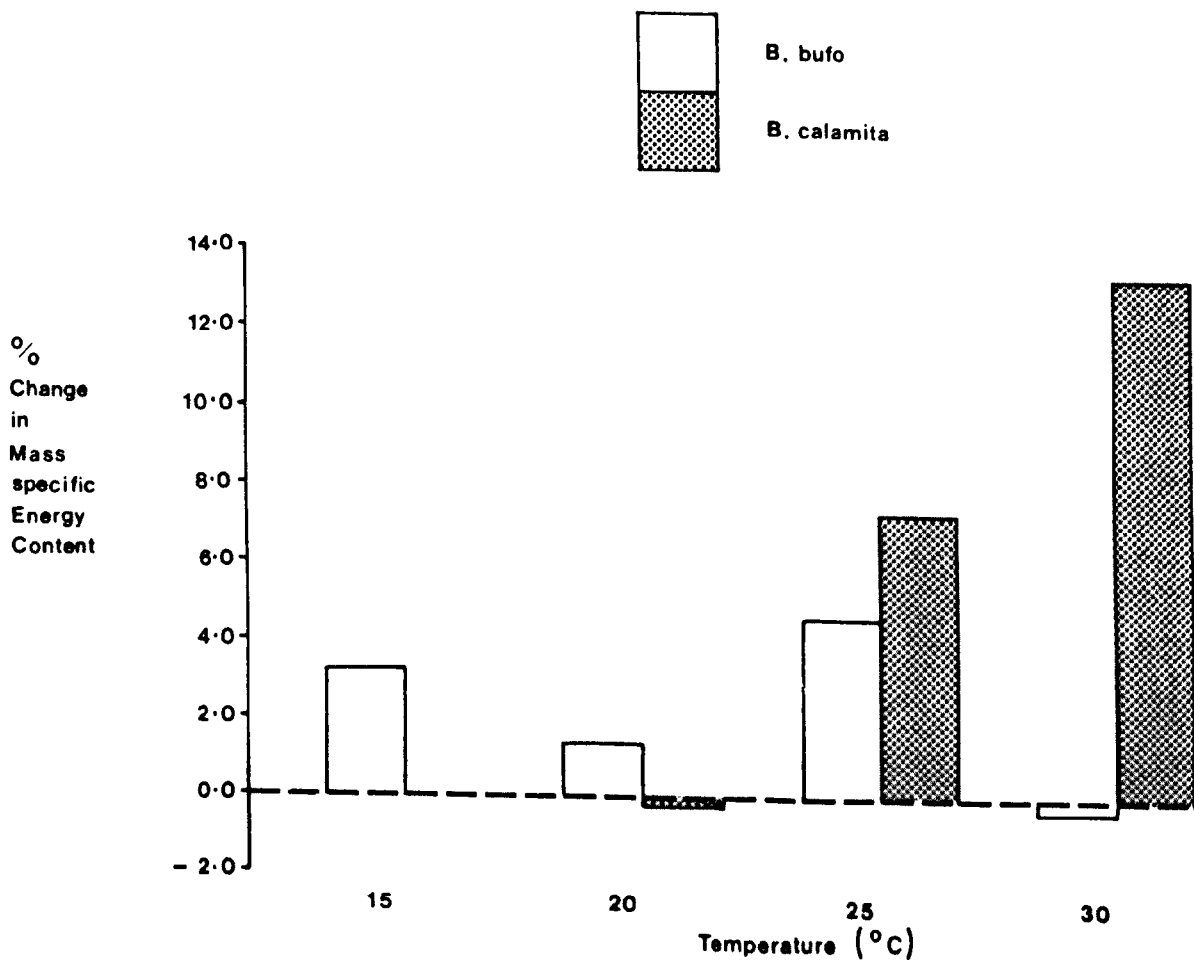 B. bufo
B. calamita
14·0
12·0
10·0
8·0
6·0
4·0
2·0
0·0
- 2·0
%
Change
in
Mass
specific
Energy
Content
15 20 25 30
Temperature (°C)